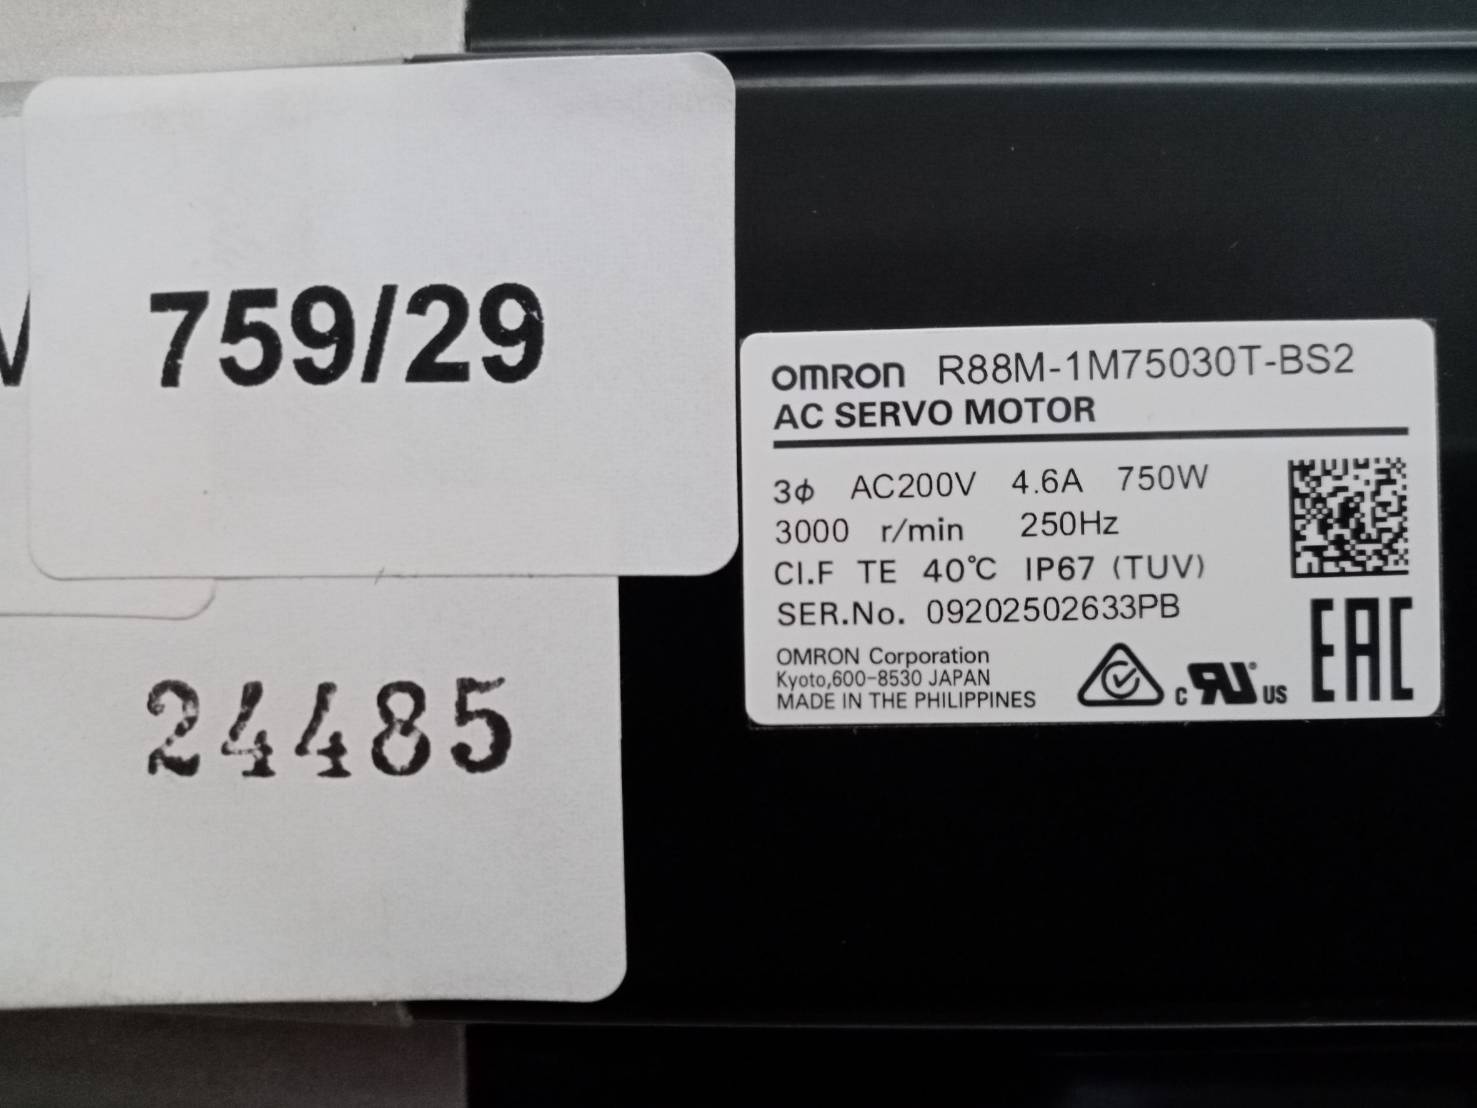 759/29
24485
OMRON R88M-1M75030T-BS2
AC SERVO MOTOR
3ϕ AC200V 4.6A 750W
3000 r/min 250Hz
CI.F TE 40℃ IP67 (TUV)
SER.No. 09202502633PB
OMRON Corporation
Kyoto,600-8530 JAPAN
MADE IN THE PHILIPPINES
c RU US
EAC